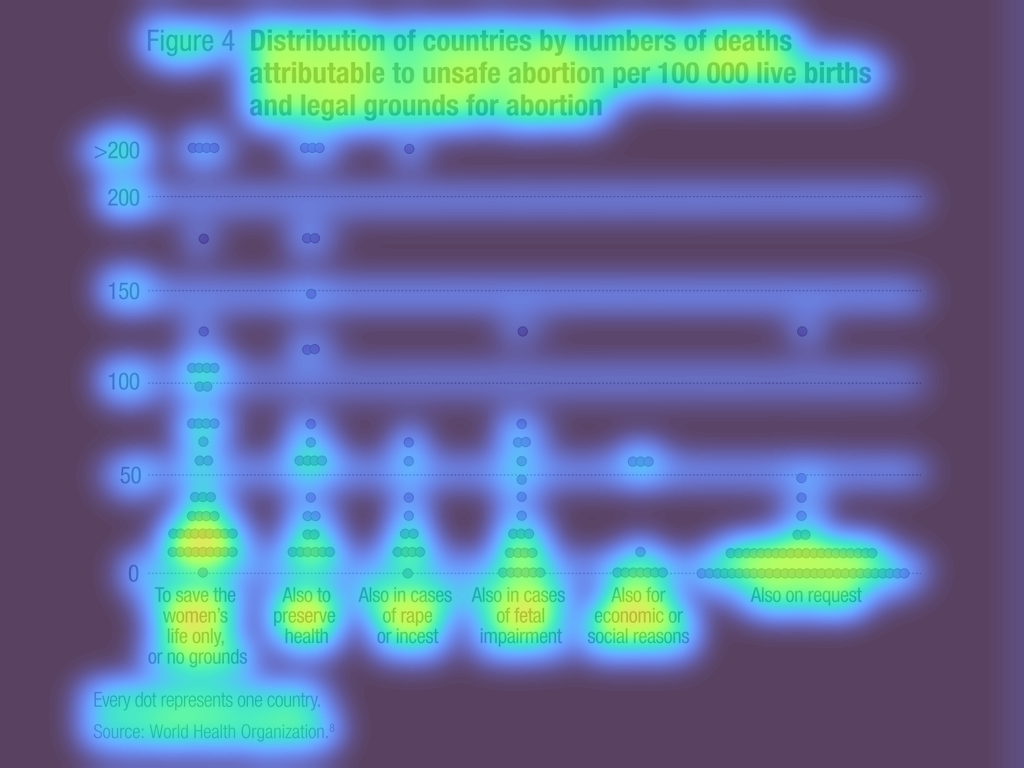 Figure 4 Distribution of countries by numbers of deaths
attributable to unsafe abortion per 100 000 live births
and legal grounds for abortion
>200
200
150
100
50
0
To save the
women's
life only,
or no grounds
Also to
preserve
health
Also in cases
of rape
or incest
Also in cases
of fetal
impairment
Also for
economic or
social reasons
Also on request
Every dot represents one country.
Source: World Health Organization.⁸